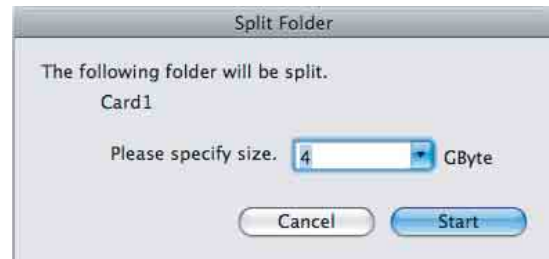 Split Folder
The following folder will be split.
Card1
Please specify size. 4 GByte
Cancel Start